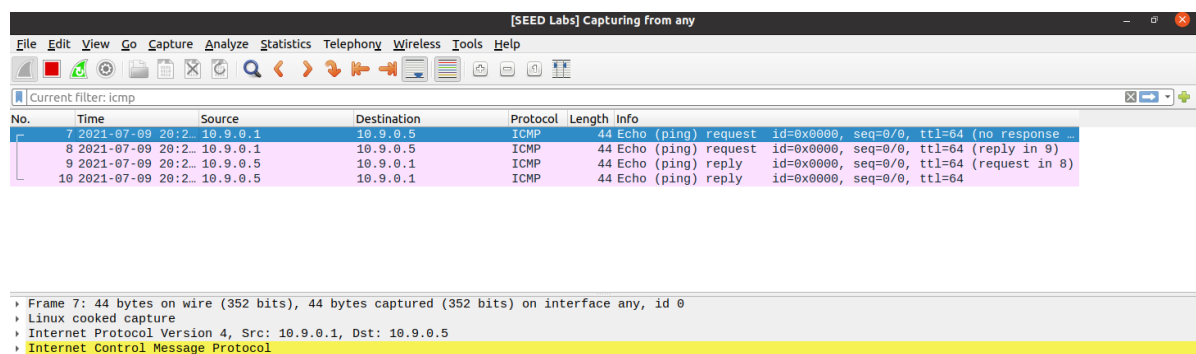 [SEED Labs] Capturing from any
File Edit View Go Capture Analyze Statistics Telephony Wireless Tools Help
Current filter: icmp
No. Time Source Destination Protocol Length Info
7 2021-07-09 20:2… 10.9.0.1 10.9.0.5 ICMP 44 Echo (ping) request id=0x0000, seq=0/0, ttl=64 (no response …
8 2021-07-09 20:2… 10.9.0.1 10.9.0.5 ICMP 44 Echo (ping) request id=0x0000, seq=0/0, ttl=64 (reply in 9)
9 2021-07-09 20:2… 10.9.0.5 10.9.0.1 ICMP 44 Echo (ping) reply id=0x0000, seq=0/0, ttl=64 (request in 8)
10 2021-07-09 20:2… 10.9.0.5 10.9.0.1 ICMP 44 Echo (ping) reply id=0x0000, seq=0/0, ttl=64
Frame 7: 44 bytes on wire (352 bits), 44 bytes captured (352 bits) on interface any, id 0
Linux cooked capture
Internet Protocol Version 4, Src: 10.9.0.1, Dst: 10.9.0.5
Internet Control Message Protocol